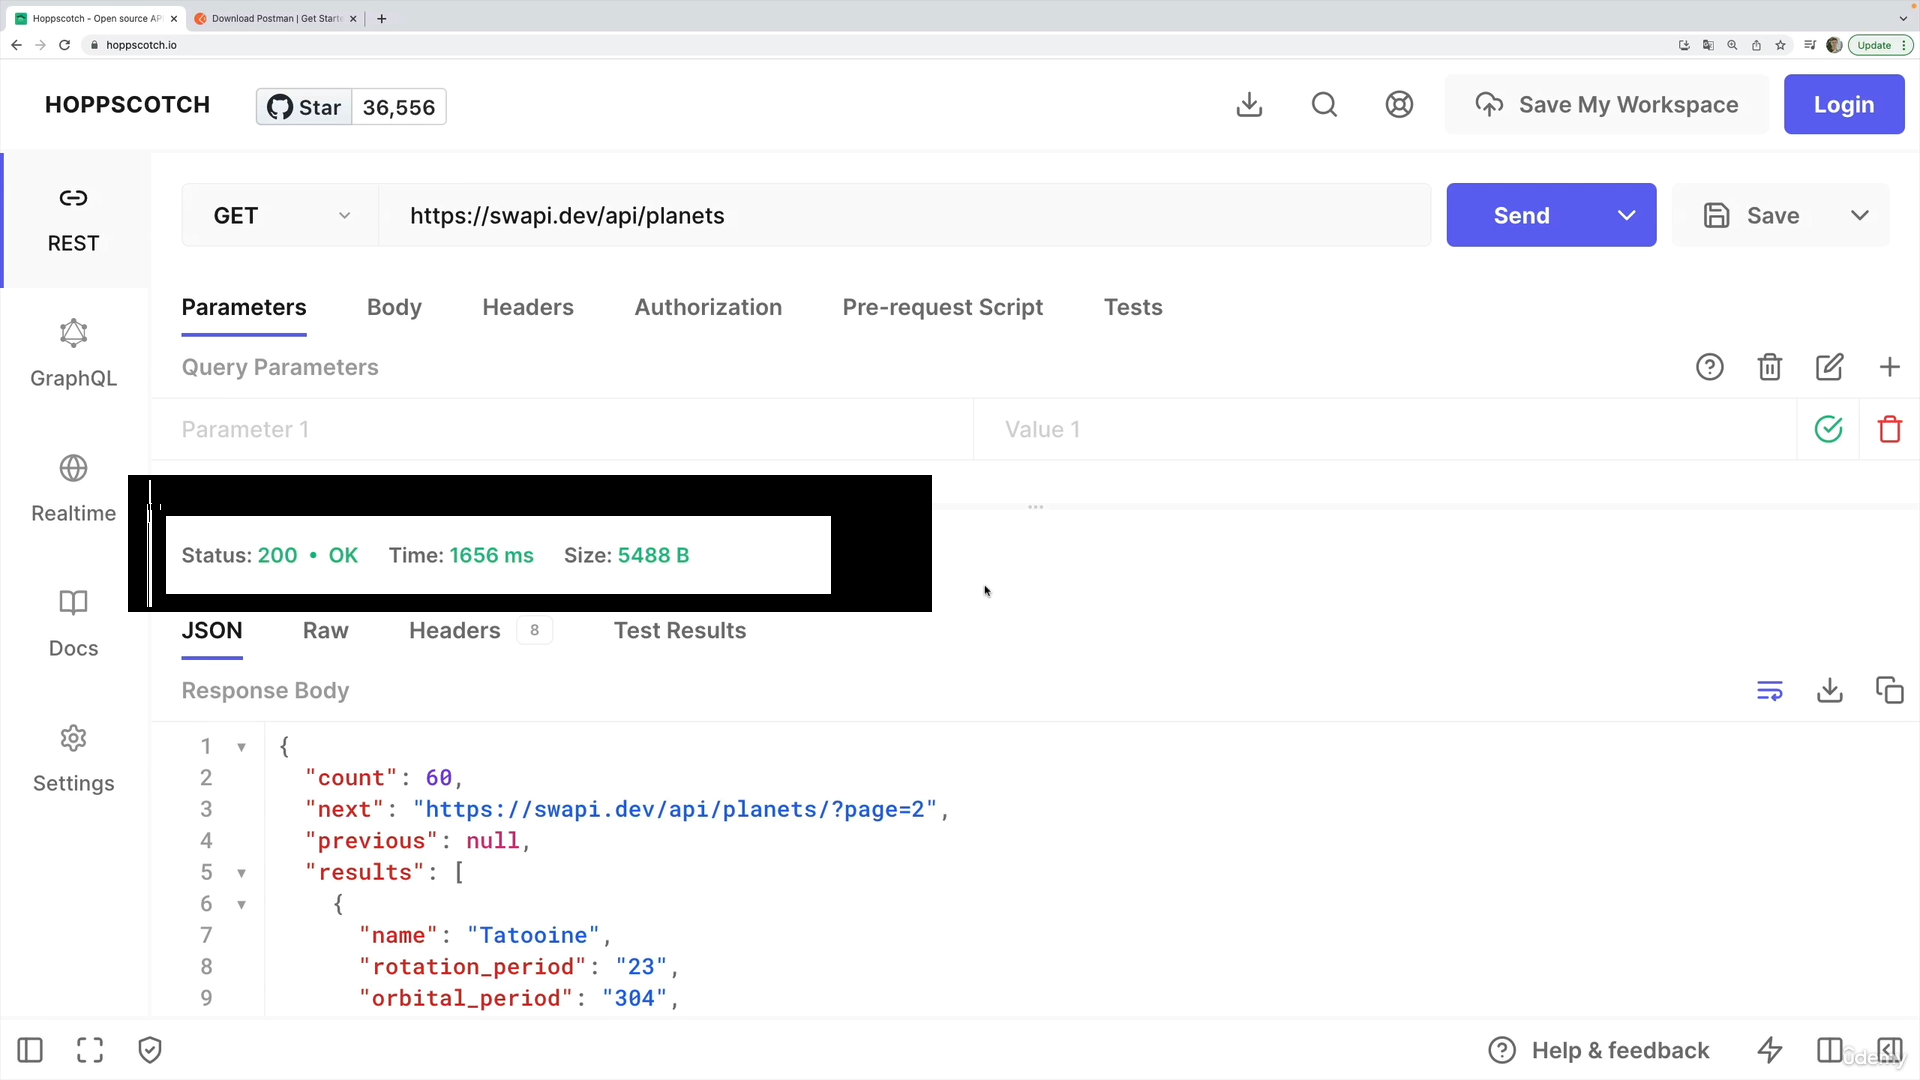 Hoppscotch - Open source AP
Download Postman | Get Starte
hoppscotch.io
Update
HOPPSCOTCH
Star 36,556
Save My Workspace
Login
REST
GET
https://swapi.dev/api/planets
Send
Save
Parameters Body Headers Authorization Pre-request Script Tests
Query Parameters
GraphQL
Parameter 1 Value 1
Realtime
Status: 200 • OK Time: 1656 ms Size: 5488 B
JSON Raw Headers 8 Test Results
Docs
Response Body
Settings
1 {
2 "count": 60,
3 "next": "https://swapi.dev/api/planets/?page=2",
4 "previous": null,
5 "results": [
6 {
7 "name": "Tatooine",
8 "rotation_period": "23",
9 "orbital_period": "304",
Help & feedback
ûdemy